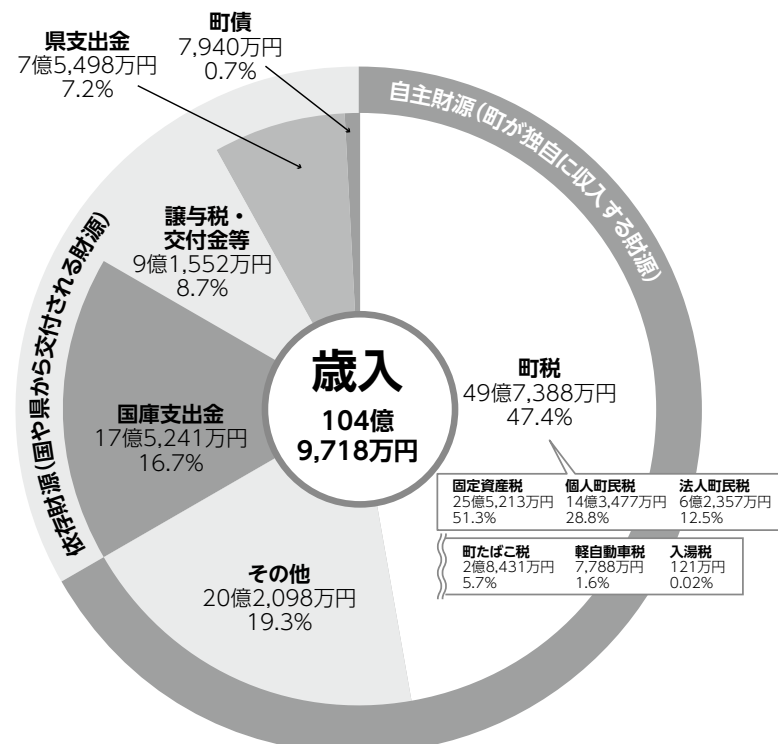 町債
7,940万円
0.7%
県支出金
7億5,498万円
7.2%
自主財源(町が独自に収入する財源)
依存財源(国や県から交付される財源)
譲与税・
交付金等
9億1,552万円
8.7%
歳入
104億
9,718万円
町税
49億7,388万円
47.4%
国庫支出金
17億5,241万円
16.7%
固定資産税 個人町民税 法人町民税
25億5,213万円 14億3,477万円 6億2,357万円
51.3% 28.8% 12.5%
町たばこ税 軽自動車税 入湯税
2億8,431万円 7,788万円 121万円
5.7% 1.6% 0.02%
その他
20億2,098万円
19.3%